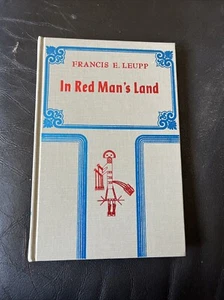 FRANCIS E. LEUPP
In Red Man's Land